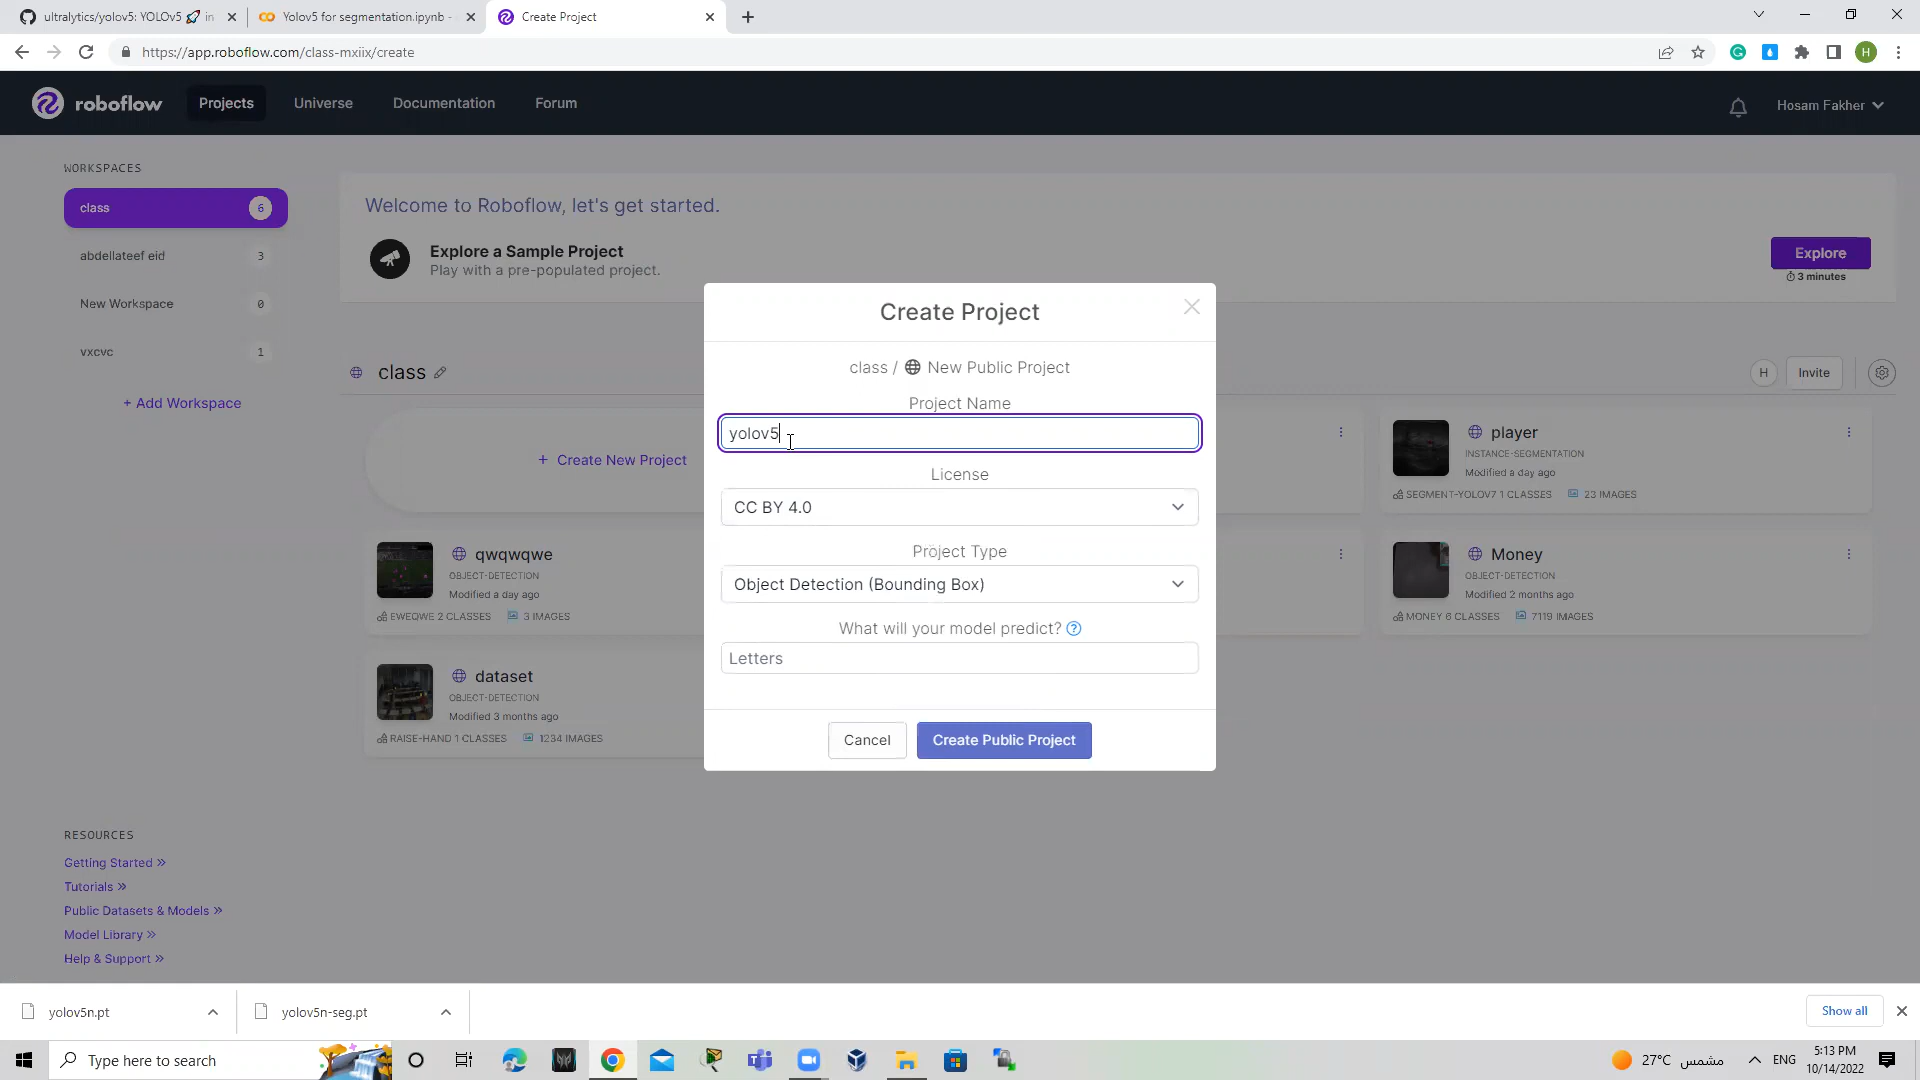 ultralytics/yolov5: YOLOv5 🚀 in
Yolov5 for segmentation.ipynb -
Create Project
https://app.roboflow.com/class-mxiix/create
H
roboflow
Projects
Universe
Documentation
Forum
Hosam Fakher
WORKSPACES
class 6
abdellateef eid 3
New Workspace 0
vxcvc 1
+ Add Workspace
Welcome to Roboflow, let's get started.
Explore a Sample Project
Play with a pre-populated project.
Explore
3 minutes
class
H
Invite
+ Create New Project
player
INSTANCE-SEGMENTATION
Modified a day ago
SEGMENT-YOLOV7 1 CLASSES 23 IMAGES
qwqwqwe
OBJECT-DETECTION
Modified a day ago
EWEQWE 2 CLASSES 3 IMAGES
Money
OBJECT-DETECTION
Modified 2 months ago
MONEY 6 CLASSES 7119 IMAGES
dataset
OBJECT-DETECTION
Modified 3 months ago
RAISE-HAND 1 CLASSES 1234 IMAGES
Create Project
class / New Public Project
Project Name
yolov5
License
CC BY 4.0
Project Type
Object Detection (Bounding Box)
What will your model predict?
Letters
Cancel
Create Public Project
RESOURCES
Getting Started »
Tutorials »
Public Datasets & Models »
Model Library »
Help & Support »
yolov5n.pt
yolov5n-seg.pt
Show all
Type here to search
27°C مشمس
ENG
5:13 PM
10/14/2022